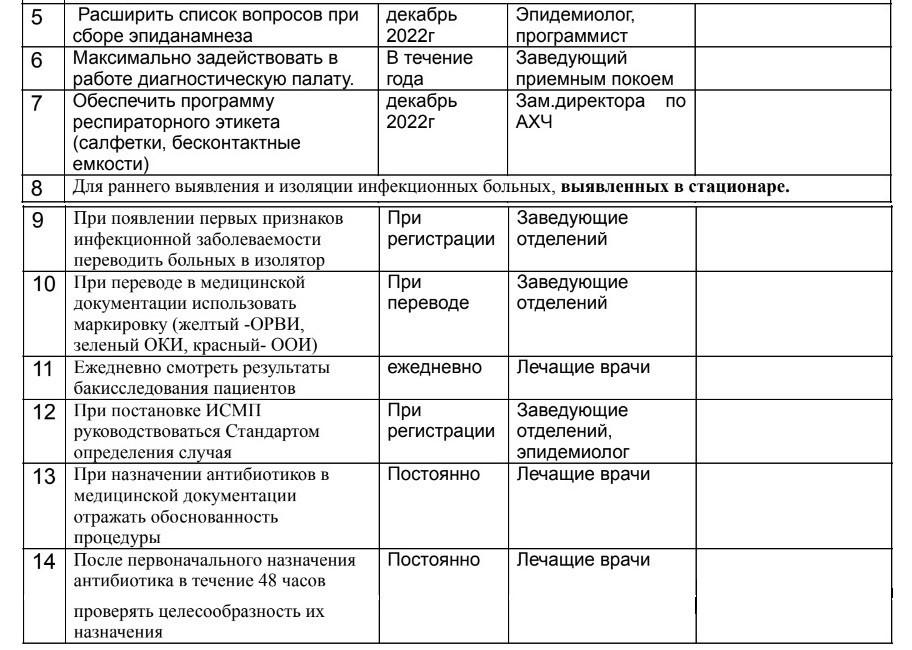 5 Расширить список вопросов при декабрь Эпидемиолог,
сборе эпиданамнеза 2022г программист
6 Максимально задействовать в В течение Заведующий
работе диагностическую палату. года приемным покоем
7 Обеспечить программу декабрь Зам.директора по
респираторного этикета 2022г АХЧ
(салфетки, бесконтактные
емкости)
8 Для раннего выявления и изоляции инфекционных больных, выявленных в стационаре.
9 При появлении первых признаков При Заведующие
инфекционной заболеваемости регистрации отделений
переводить больных в изолятор
10 При переводе в медицинской При Заведующие
документации использовать переводе отделений
маркировку (желтый -ОРВИ,
зеленый ОКИ, красный- ООИ)
11 Ежедневно смотреть результаты ежедневно Лечащие врачи
бакисследования пациентов
12 При постановке ИСМП При Заведующие
руководствоваться Стандартом регистрации отделений,
определения случая эпидемиолог
13 При назначении антибиотиков в Постоянно Лечащие врачи
медицинской документации
отражать обоснованность
процедуры
14 После первоначального назначения Постоянно Лечащие врачи
антибиотика в течение 48 часов
проверять целесообразность их
назначения